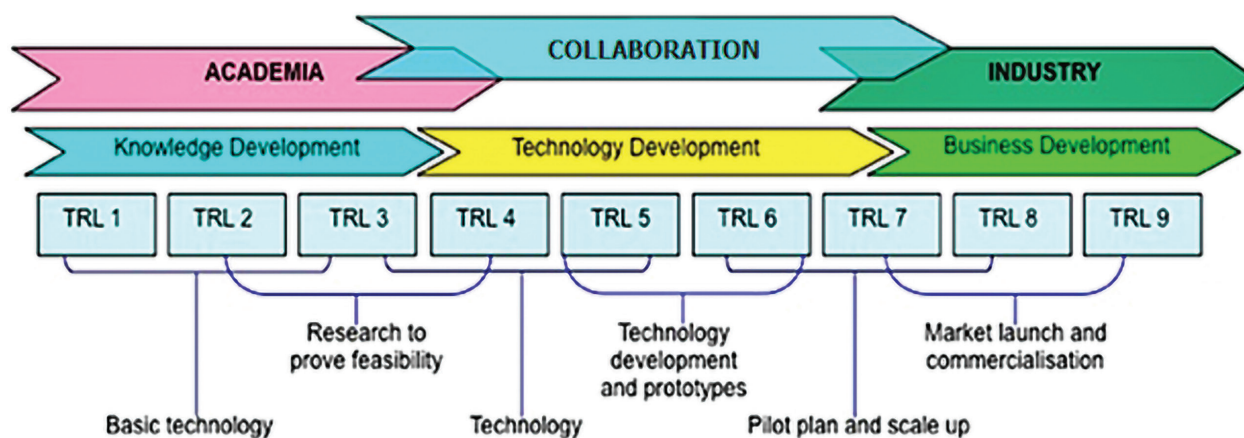 COLLABORATION
ACADEMIA
INDUSTRY
Knowledge Development
Technology Development
Business Development
TRL 1
TRL 2
TRL 3
TRL 4
TRL 5
TRL 6
TRL 7
TRL 8
TRL 9
Research to
prove feasibility
Technology
development
and prototypes
Market launch and
commercialisation
Basic technology
Technology
Pilot plan and scale up